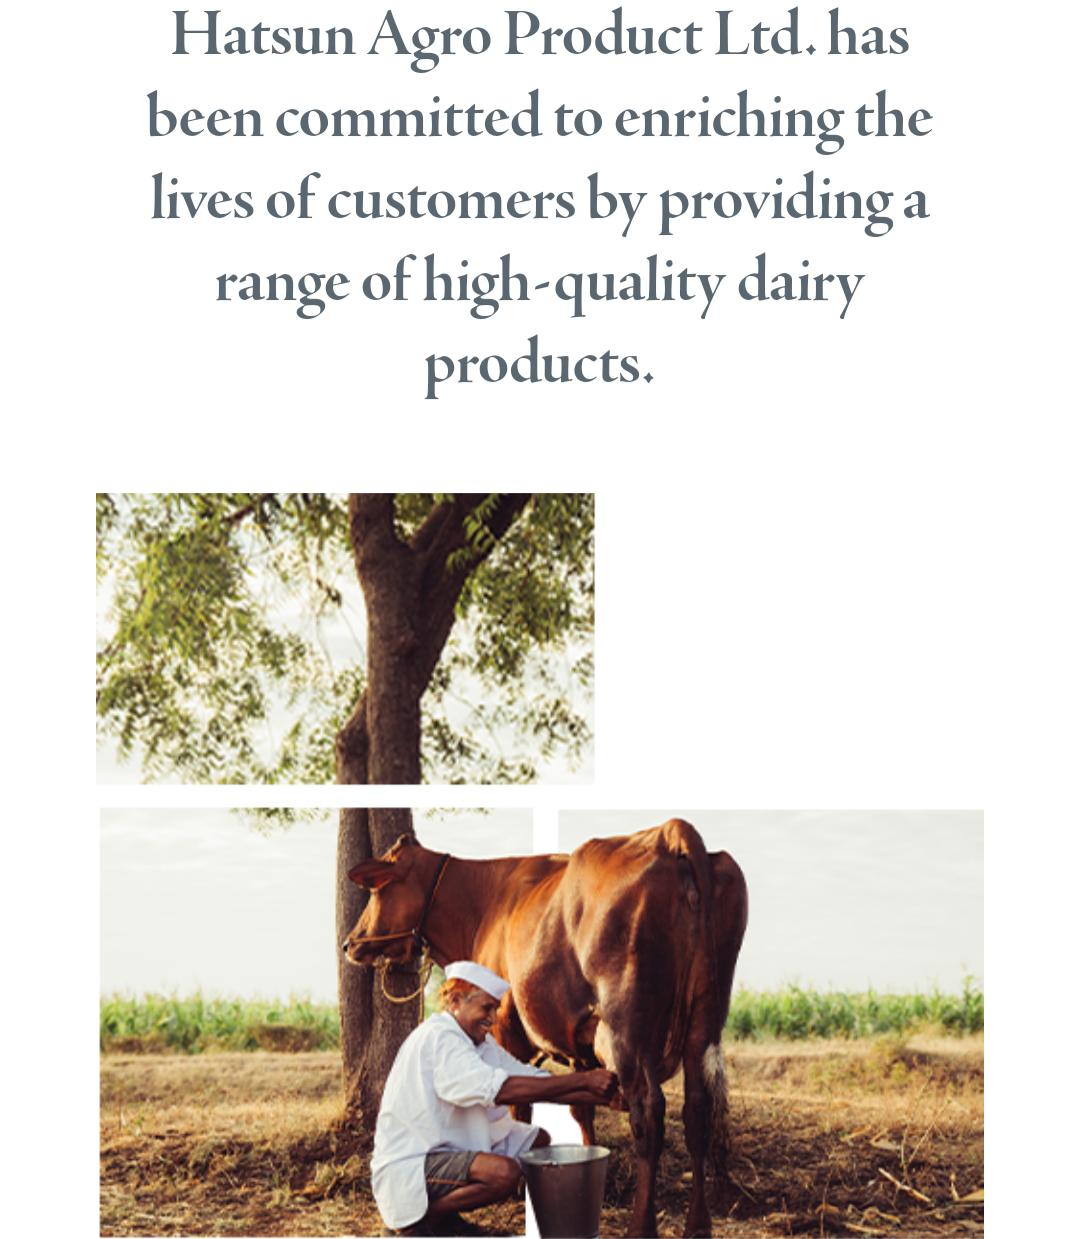 Hatsun Agro Product Ltd. has
been committed to enriching the
lives of customers by providing a
range of high-quality dairy
products.